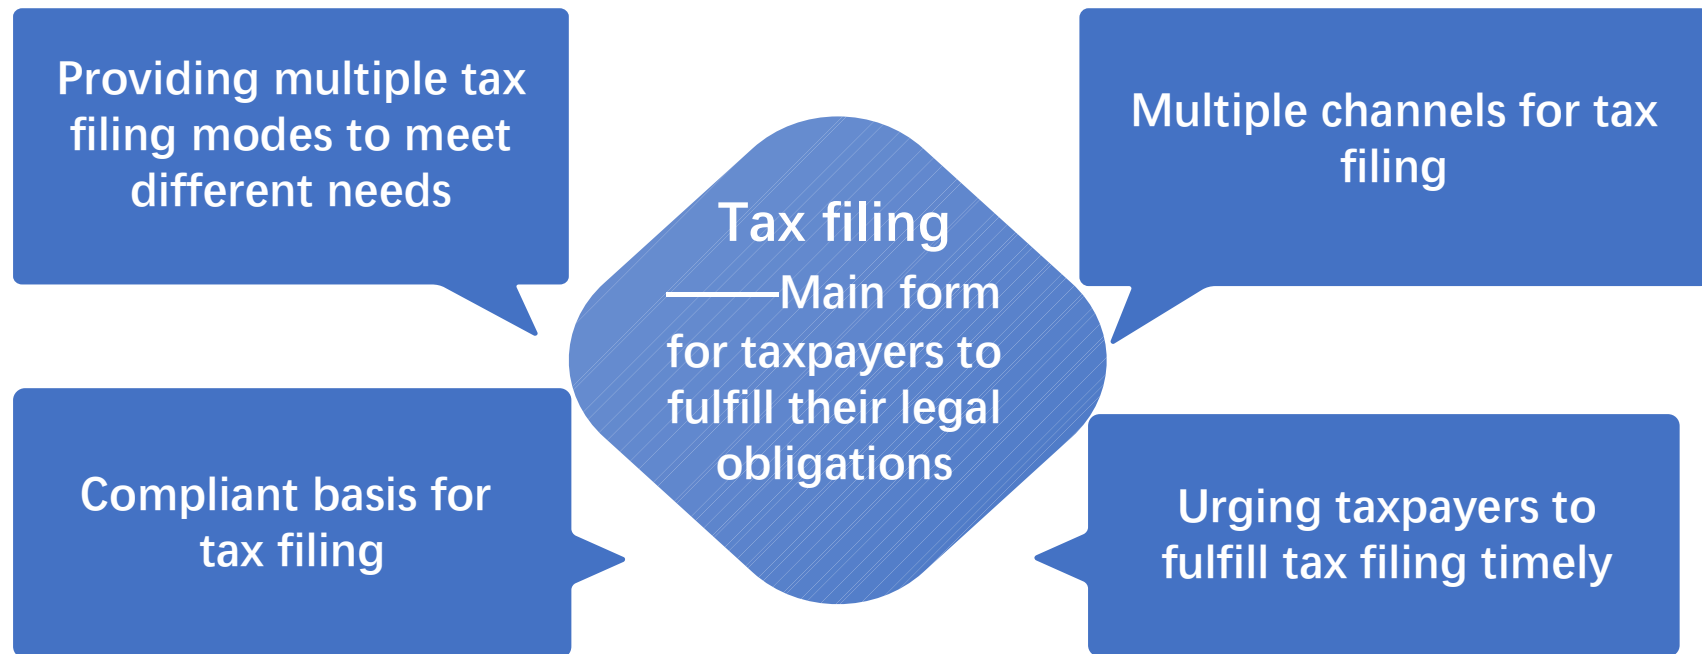 Providing multiple tax
filing modes to meet
different needs
Multiple channels for tax
filing
Tax filing
——Main form
for taxpayers to
fulfill their legal
obligations
Compliant basis for
tax filing
Urging taxpayers to
fulfill tax filing timely